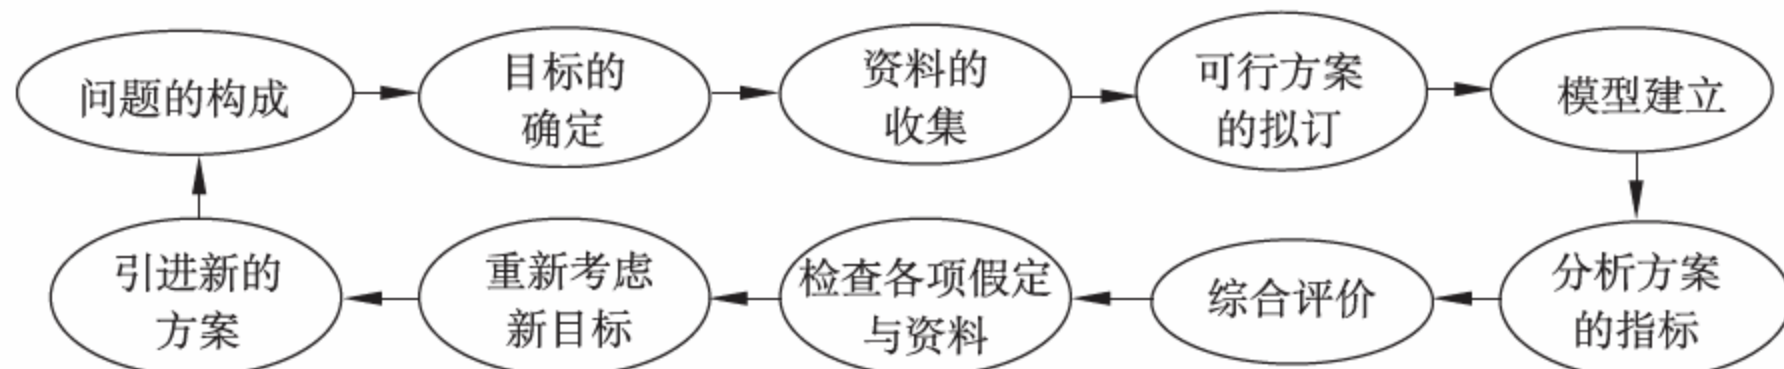 问题的构成
目标的
确定
资料的
收集
可行方案
的拟订
模型建立
分析方案
的指标
综合评价
检查各项假定
与资料
重新考虑
新目标
引进新的
方案